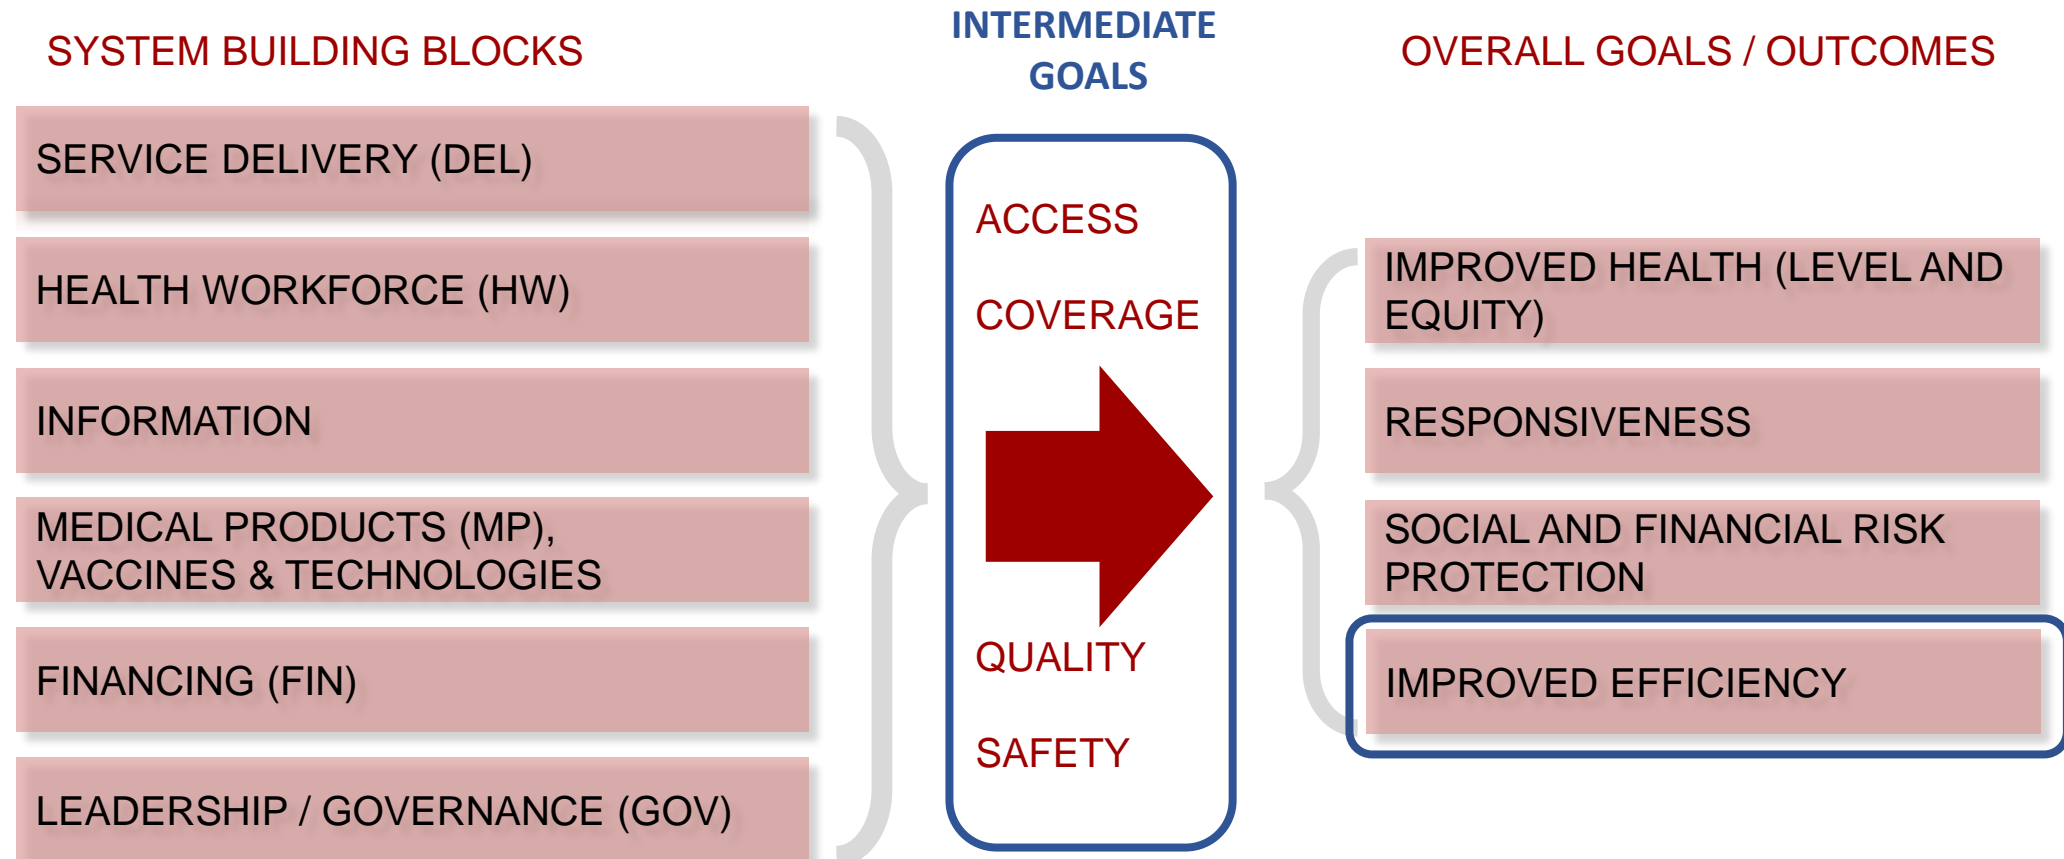 SYSTEM BUILDING BLOCKS
SERVICE DELIVERY (DEL)
HEALTH WORKFORCE (HW)
INFORMATION
MEDICAL PRODUCTS (MP),
VACCINES & TECHNOLOGIES
FINANCING (FIN)
LEADERSHIP / GOVERNANCE (GOV)
INTERMEDIATE
GOALS
ACCESS
COVERAGE
QUALITY
SAFETY
OVERALL GOALS / OUTCOMES
IMPROVED HEALTH (LEVEL AND
EQUITY)
RESPONSIVENESS
SOCIAL AND FINANCIAL RISK
PROTECTION
IMPROVED EFFICIENCY